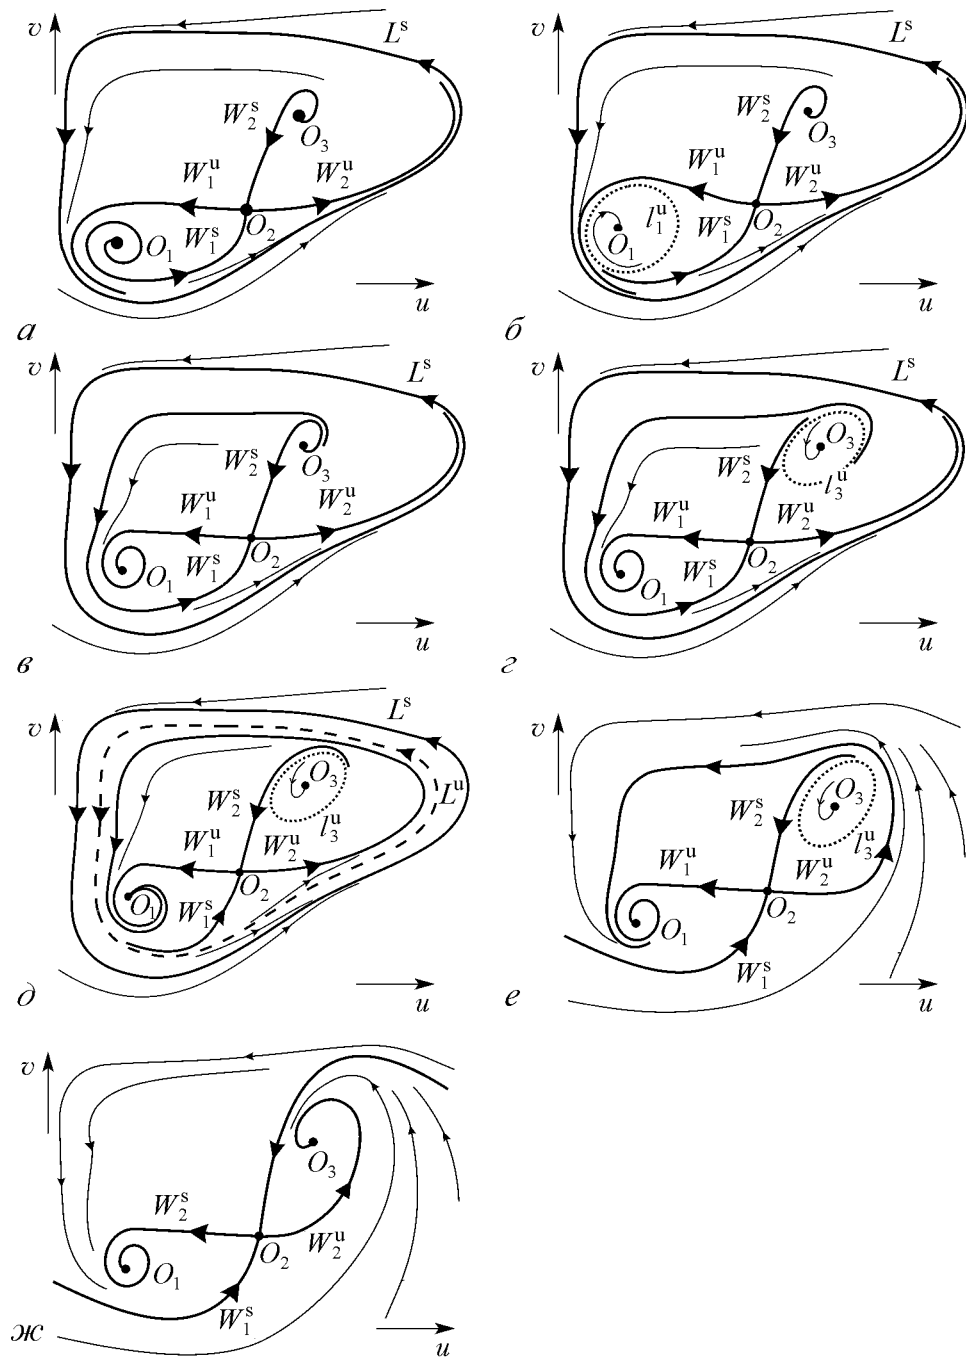 v
L^s
W_2^s
O_3
W_1^u
W_2^u
O_2
W_1^s
O_1
u
а
v
L^s
W_2^s
O_3
W_1^u
W_2^u
l_1^u
O_2
W_1^s
O_1
u
б
v
L^s
W_2^s
O_3
W_1^u
W_2^u
O_2
W_1^s
O_1
u
в
v
L^s
O_3
W_2^s
l_3^u
W_1^u
W_2^u
O_2
W_1^s
O_1
u
г
v
L^s
O_3
L^u
W_2^s
l_3^u
W_1^u
W_2^u
O_2
O_1
W_1^s
u
д
v
O_3
W_2^s
l_3^u
W_1^u
W_2^u
O_2
O_1
W_1^s
u
е
v
O_3
W_2^s
W_2^u
O_2
O_1
W_1^s
u
ж